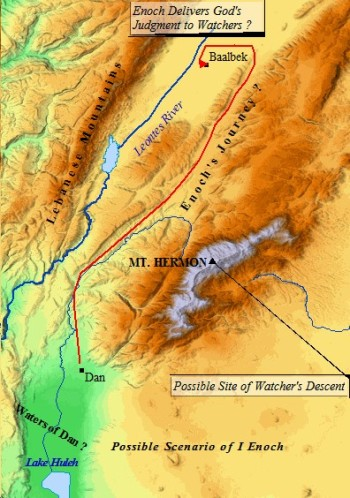 Enoch Delivers God's
Judgment to Watchers ?
Baalbek
Leontes River
Lebanese Mountains
Enoch's Journey ?
MT. HERMON
Dan
Possible Site of Watcher's Descent
Waters of Dan ?
Possible Scenario of I Enoch
Lake Huleh